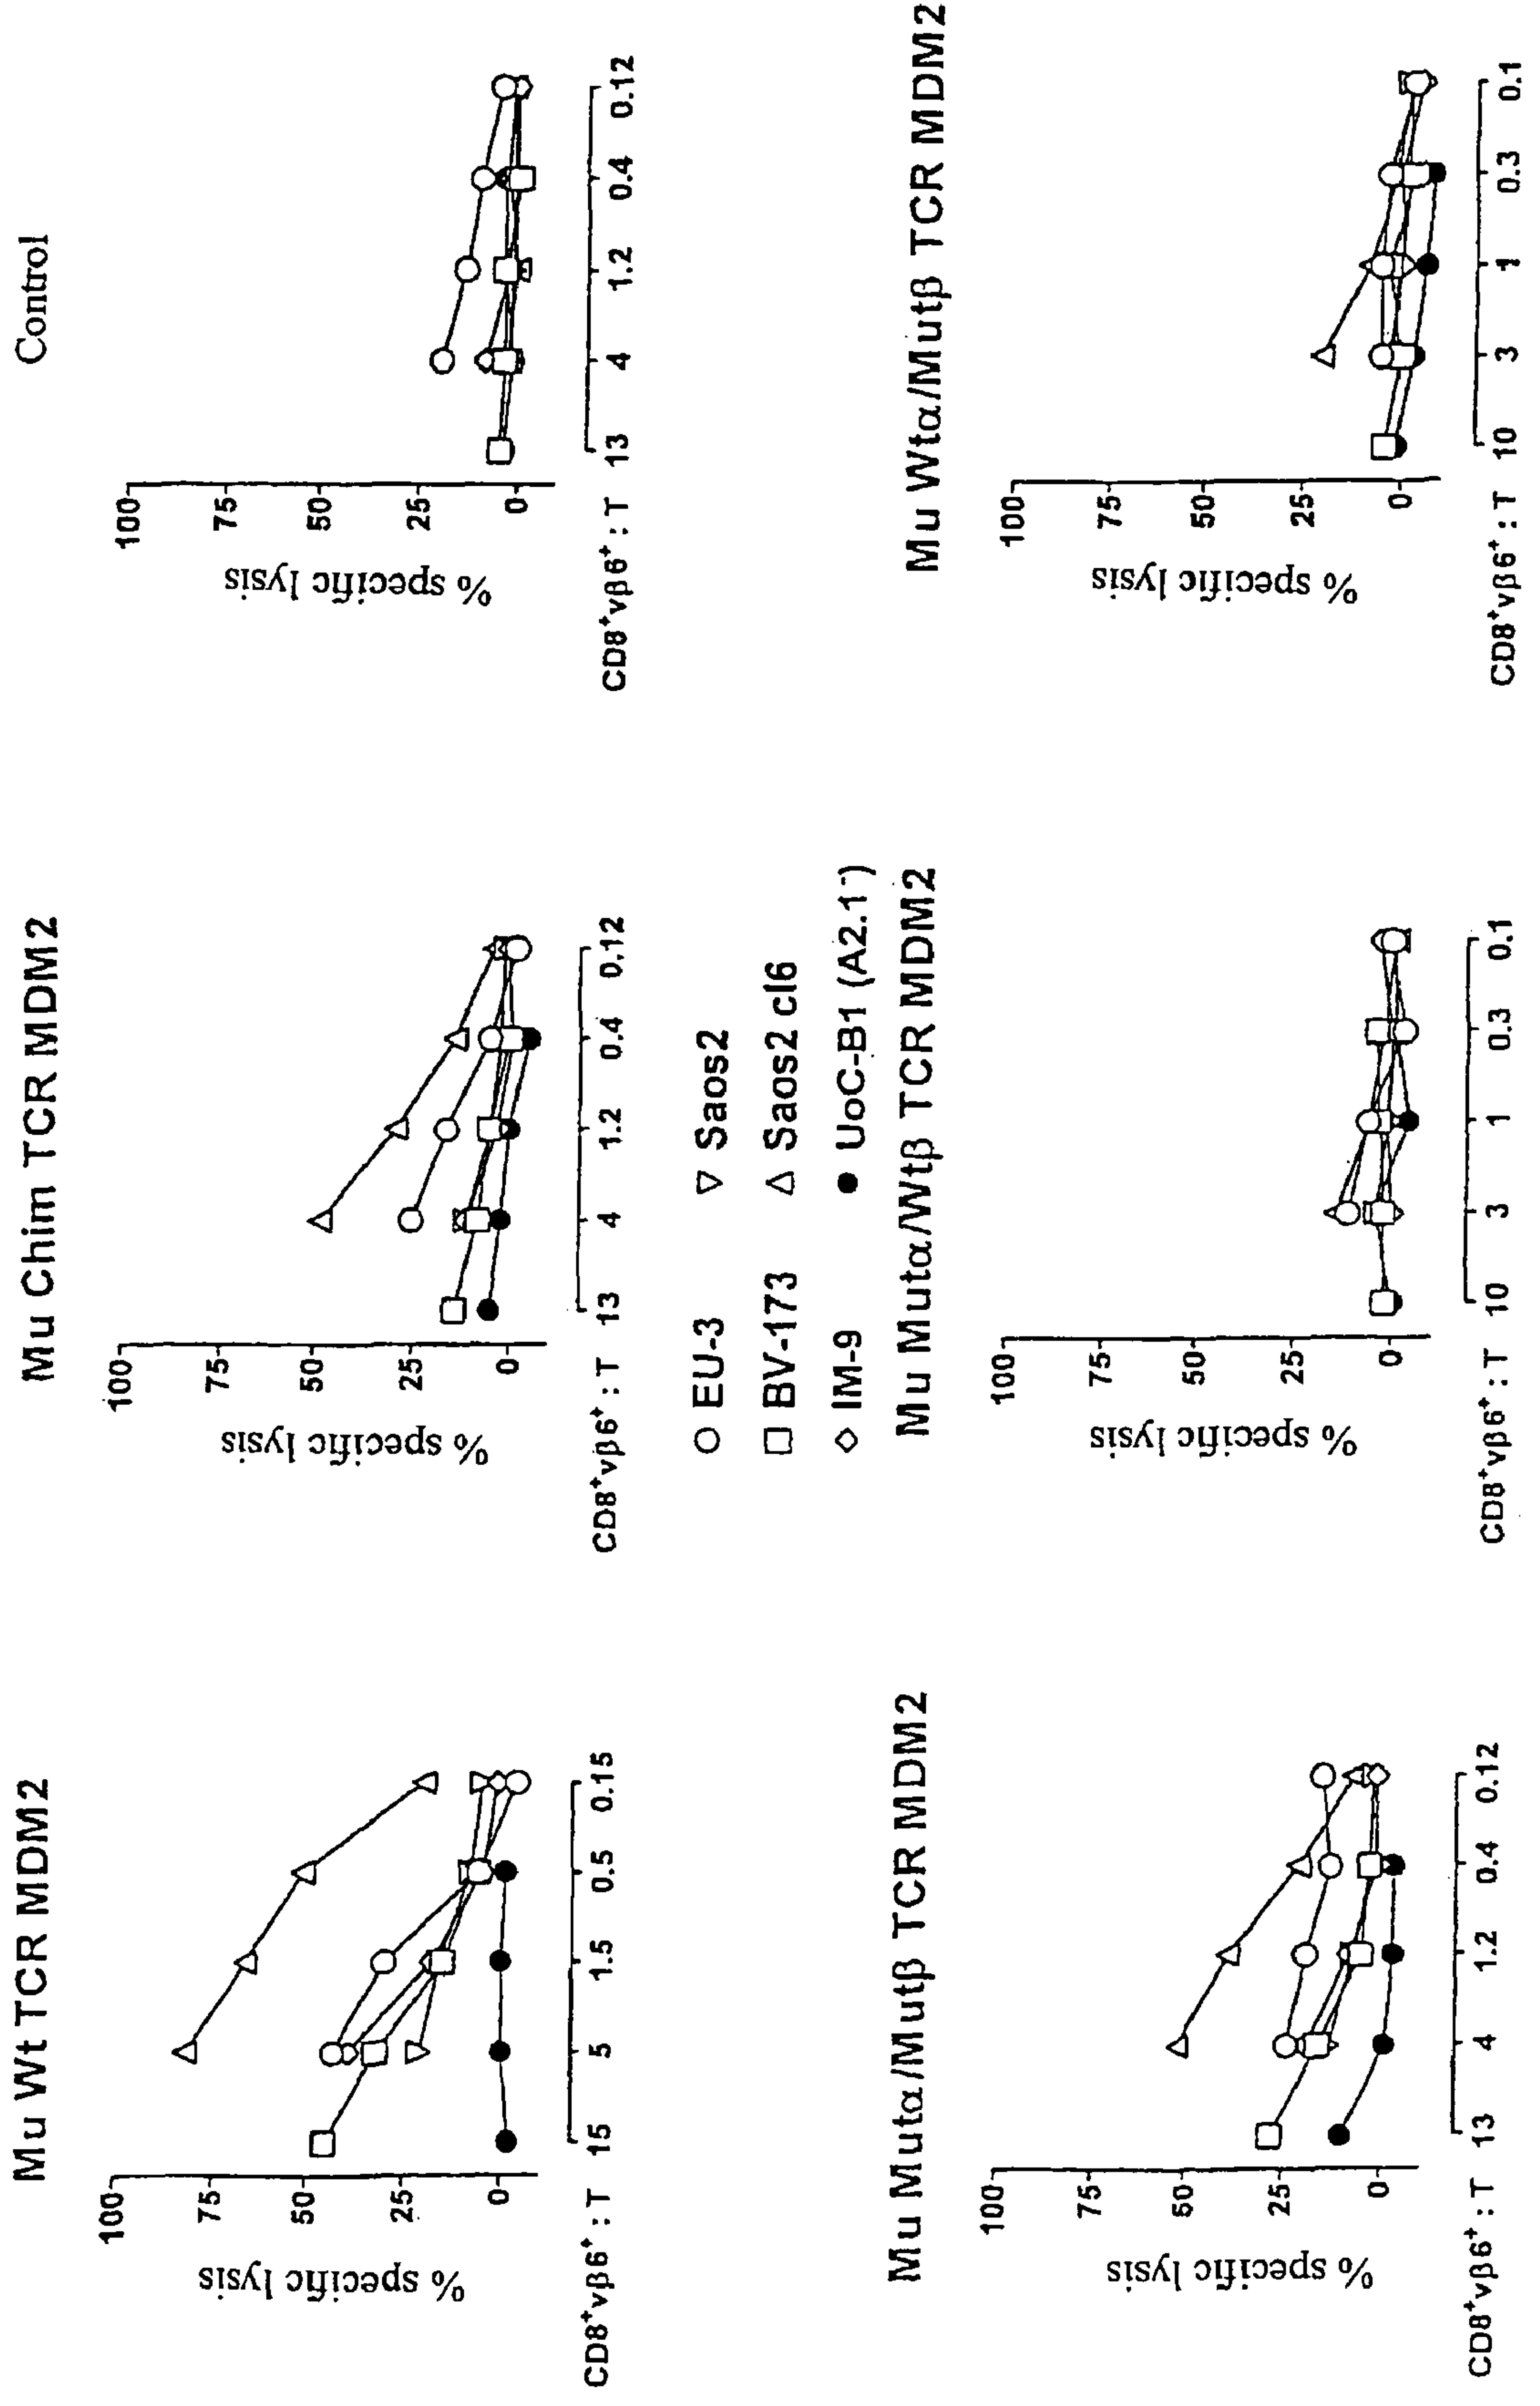 Mu Wt TCR MDM2
100
75
50
25
0
% specific lysis
CD8⁺vβ6⁺ : T
15
5
1.5
0.5
0.15
Mu Chim TCR MDM2
100
75
50
25
0
% specific lysis
CD8⁺vβ6⁺ : T
13
4
1.2
0.4
0.12
Control
100
75
50
25
0
% specific lysis
CD8⁺vβ6⁺ : T
13
4
1.2
0.4
0.12
EU-3
Saos2
BV-173
Saos2 cl6
IM-9
UoC-B1 (A2.1⁻)
Mu Mutα/Mutβ TCR MDM2
100
75
50
25
0
% specific lysis
CD8⁺vβ6⁺ : T
13
4
1.2
0.4
0.12
Mu Mutα/Wtβ TCR MDM2
100
75
50
25
0
% specific lysis
CD8⁺vβ6⁺ : T
10
3
1
0.3
0.1
Mu Wtα/Mutβ TCR MDM2
100
75
50
25
0
% specific lysis
CD8⁺vβ6⁺ : T
10
3
1
0.3
0.1